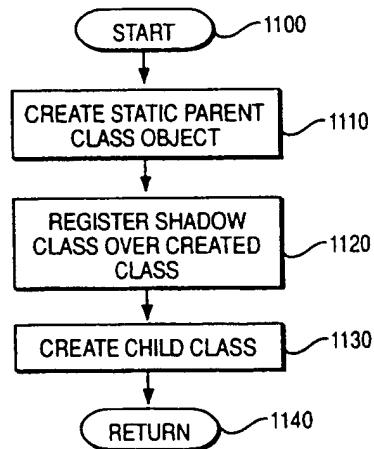 START
1100
CREATE STATIC PARENT
CLASS OBJECT
1110
REGISTER SHADOW
CLASS OVER CREATED
CLASS
1120
CREATE CHILD CLASS
1130
RETURN
1140